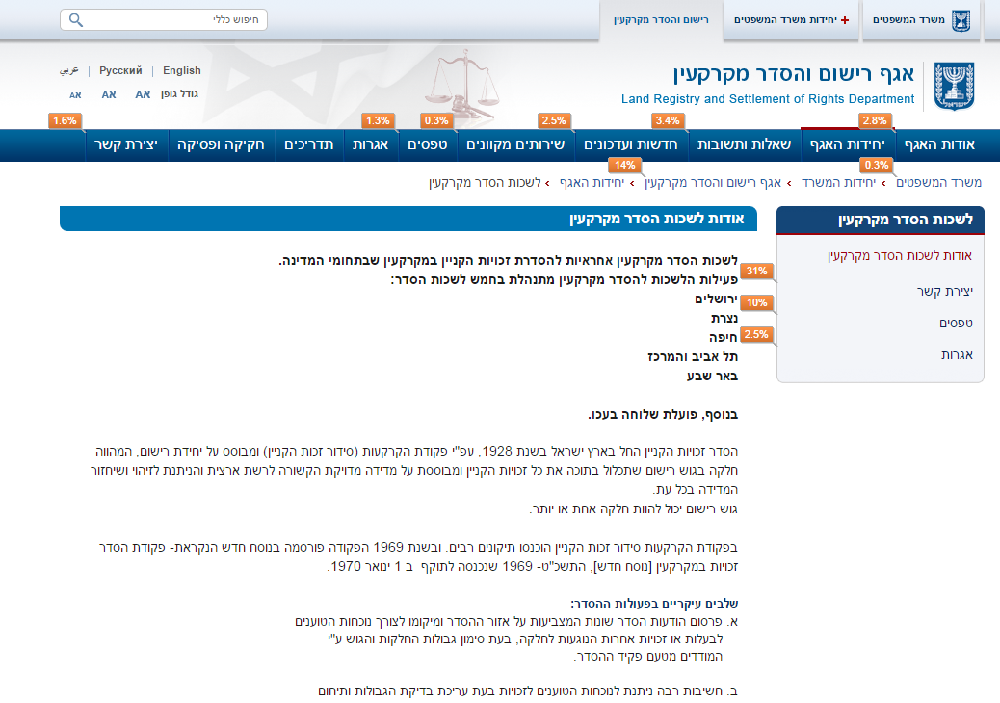 משרד המשפטים
יחידות משרד המשפטים
רישום והסדר מקרקעין
חיפוש כללי
אגף רישום והסדר מקרקעין
Land Registry and Settlement of Rights Department
English | Русский | عربي
גודל גופן AA AA AA
2.8% 3.4% 2.5% 0.3% 1.3% 1.6%
אודות האגף
יחידות האגף
שאלות ותשובות
חדשות ועדכונים
שירותים מקוונים
טפסים
אגרות
תדריכים
חקיקה ופסיקה
יצירת קשר
0.3% 14%
משרד המשפטים › יחידות המשרד › אגף רישום והסדר מקרקעין › יחידות האגף › לשכות הסדר מקרקעין
לשכות הסדר מקרקעין
אודות לשכות הסדר מקרקעין
יצירת קשר
טפסים
אגרות
31%
10%
2.5%
אודות לשכות הסדר מקרקעין
לשכות הסדר מקרקעין אחראיות להסדרת זכויות הקניין במקרקעין שבתחומי המדינה.
פעילות הלשכות להסדר מקרקעין מתנהלת בחמש לשכות הסדר:
ירושלים
נצרת
חיפה
תל אביב והמרכז
באר שבע
בנוסף, פועלת שלוחה בעכו.
הסדר זכויות הקניין החל בארץ ישראל בשנת 1928, עפ"י פקודת הקרקעות (סידור זכות הקניין) ומבוסס על יחידת רישום, המהווה
חלקה בגוש רישום שתכלול בתוכה את כל זכויות הקניין ומבוססת על מדידה מדויקת הקשורה לרשת ארצית והניתנת לזיהוי ושיחזור
המדידה בכל עת.
גוש רישום יכול להוות חלקה אחת או יותר.
בפקודת הקרקעות סידור זכות הקניין הוכנסו תיקונים רבים. ובשנת 1969 הפקודה פורסמה בנוסח חדש הנקראת- פקודת הסדר
זכויות במקרקעין [נוסח חדש], התשכ"ט- 1969 שנכנסה לתוקף ב 1 ינואר 1970.
שלבים עיקריים בפעולות ההסדר:
א. פרסום הודעות הסדר שונות המצביעות על אזור ההסדר ומיקומו לצורך נוכחות הטוענים
לבעלות או זכויות אחרות הנוגעות לחלקה, בעת סימון גבולות החלקות והגוש ע"י
המודדים מטעם פקיד ההסדר.
ב. חשיבות רבה ניתנת לנוכחות הטוענים לזכויות בעת עריכת בדיקת הגבולות ותיחום